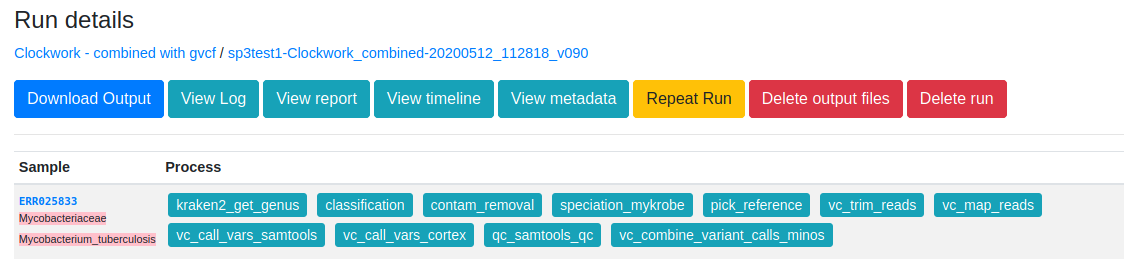 Run details
Clockwork - combined with gvcf / sp3test1-Clockwork_combined-20200512_112818_v090
Download Output View Log View report View timeline View metadata Repeat Run Delete output files Delete run
Sample Process
ERR025833 kraken2_get_genus classification contam_removal speciation_mykrobe pick_reference vc_trim_reads vc_map_reads
Mycobacteriaceae
Mycobacterium_tuberculosis vc_call_vars_samtools vc_call_vars_cortex qc_samtools_qc vc_combine_variant_calls_minos